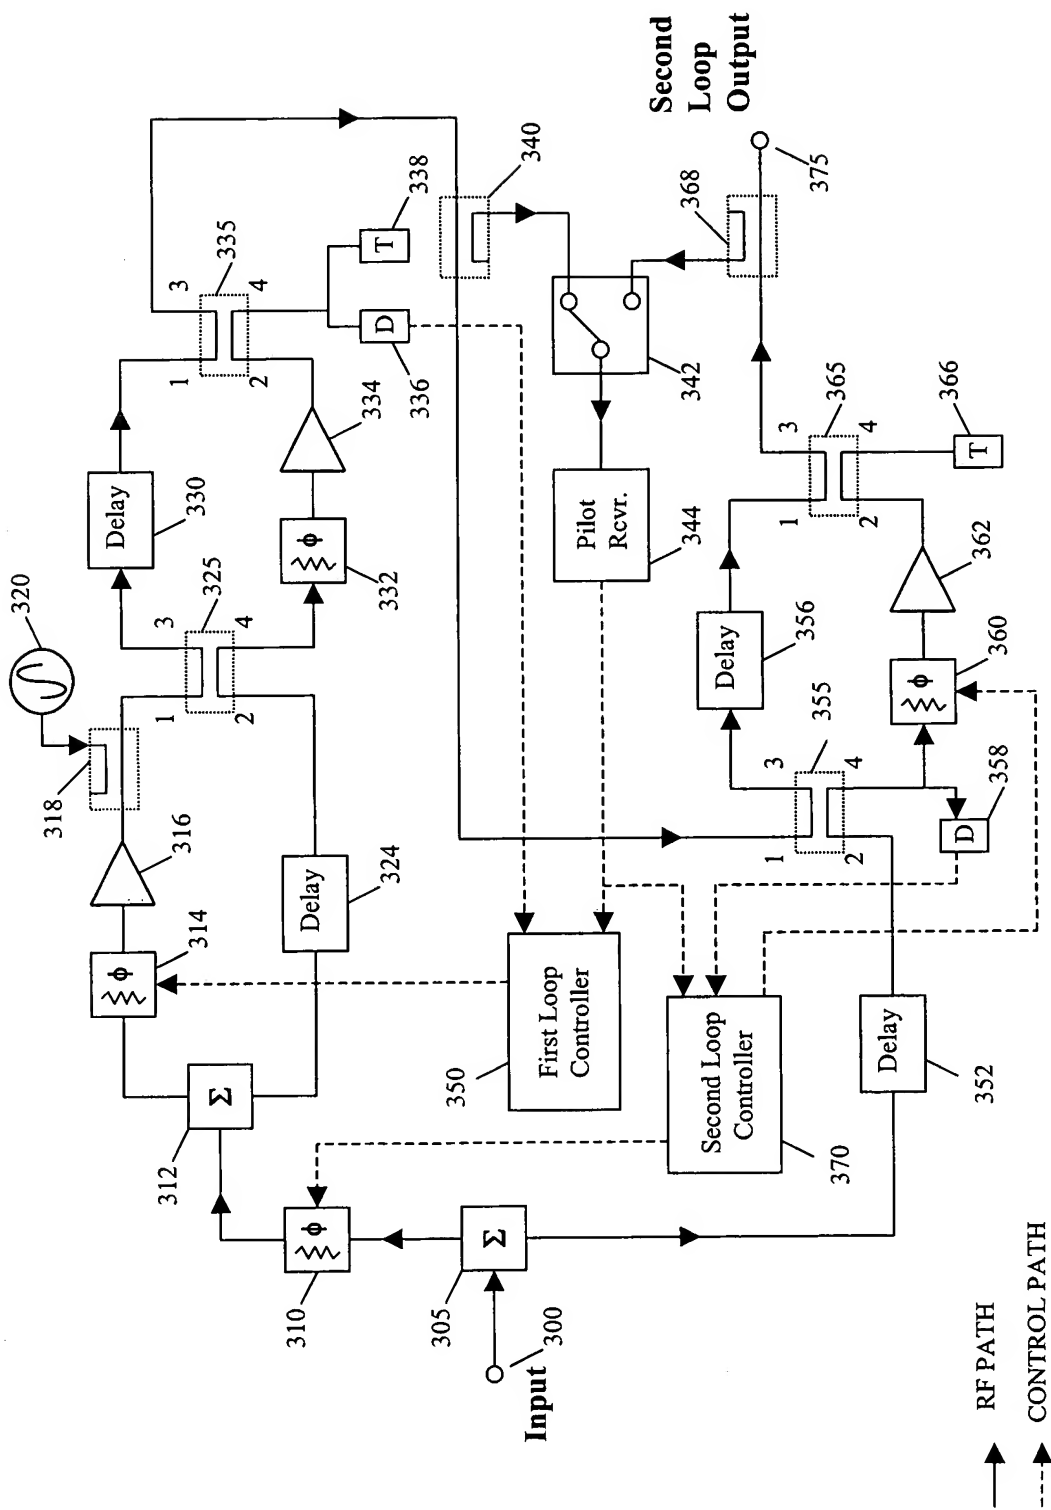 320
318
316
314
312
310
305
300
Input
Σ
Σ
ϕ
ϕ
Delay
324
1
2
3
4
325
Delay
330
ϕ
332
334
1
2
3
4
335
D
336
T
338
340
342
Pilot
Rcvr.
344
First Loop
Controller
350
Second Loop
Controller
370
Delay
352
1
2
3
4
355
Delay
356
D
358
ϕ
360
362
1
2
3
4
365
T
366
368
375
Second
Loop
Output
RF PATH
CONTROL PATH